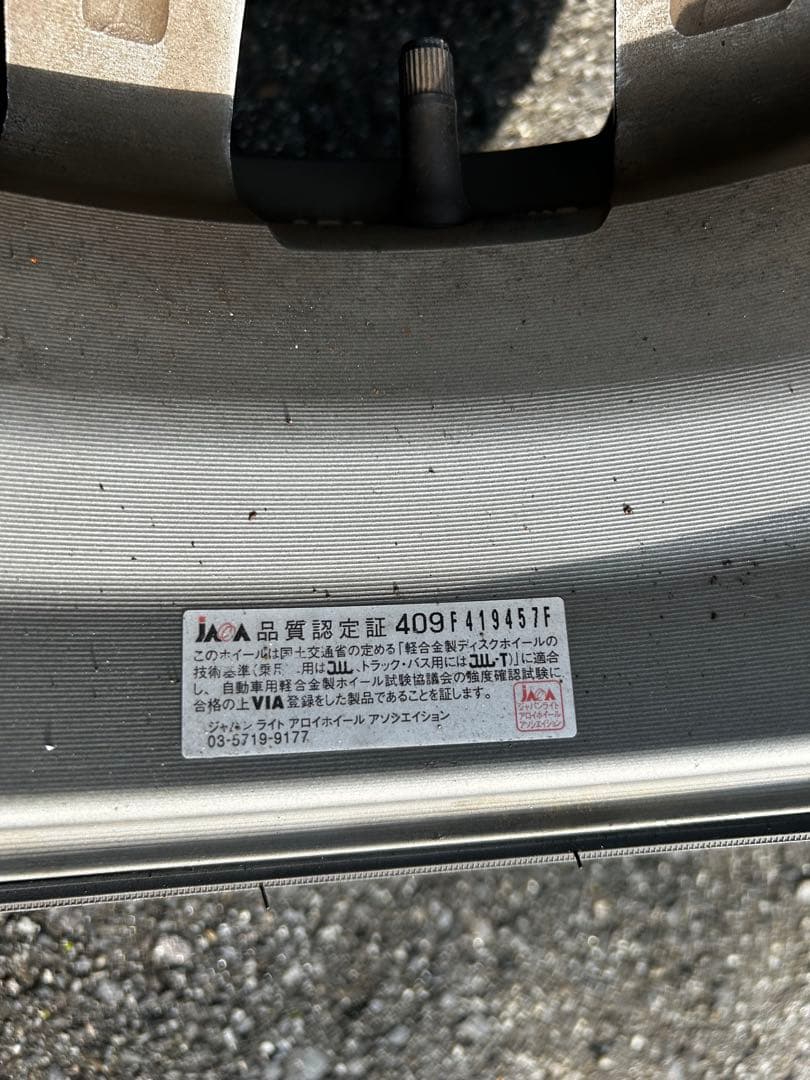 JAWA 品質認定証 409F419457F
このホイールは国土交通省の定める「軽合金製ディスクホイールの
技術基準(乗用用はJWL、トラック・バス用にはJWL-T)」に適合
し、自動車用軽合金製ホイール試験協議会の強度確認試験に
合格の上VIA登録をした製品であることを証します。
ジャパン ライト アロイホイール アソシエイション
03-5719-9177
JAWA
ジャパンライト
アロイホイール
アソシエイション